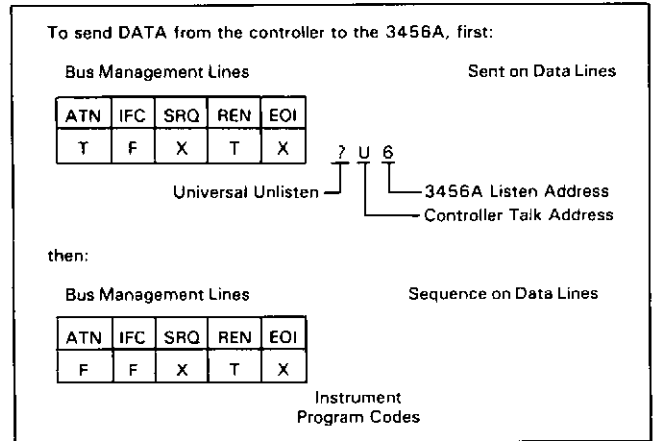 To send DATA from the controller to the 3456A, first:
Bus Management Lines Sent on Data Lines
ATN IFC SRQ REN EOI
T F X T X
? U 6
Universal Unlisten 3456A Listen Address
Controller Talk Address
then:
Bus Management Lines Sequence on Data Lines
ATN IFC SRQ REN EOI
F F X T X
Instrument
Program Codes